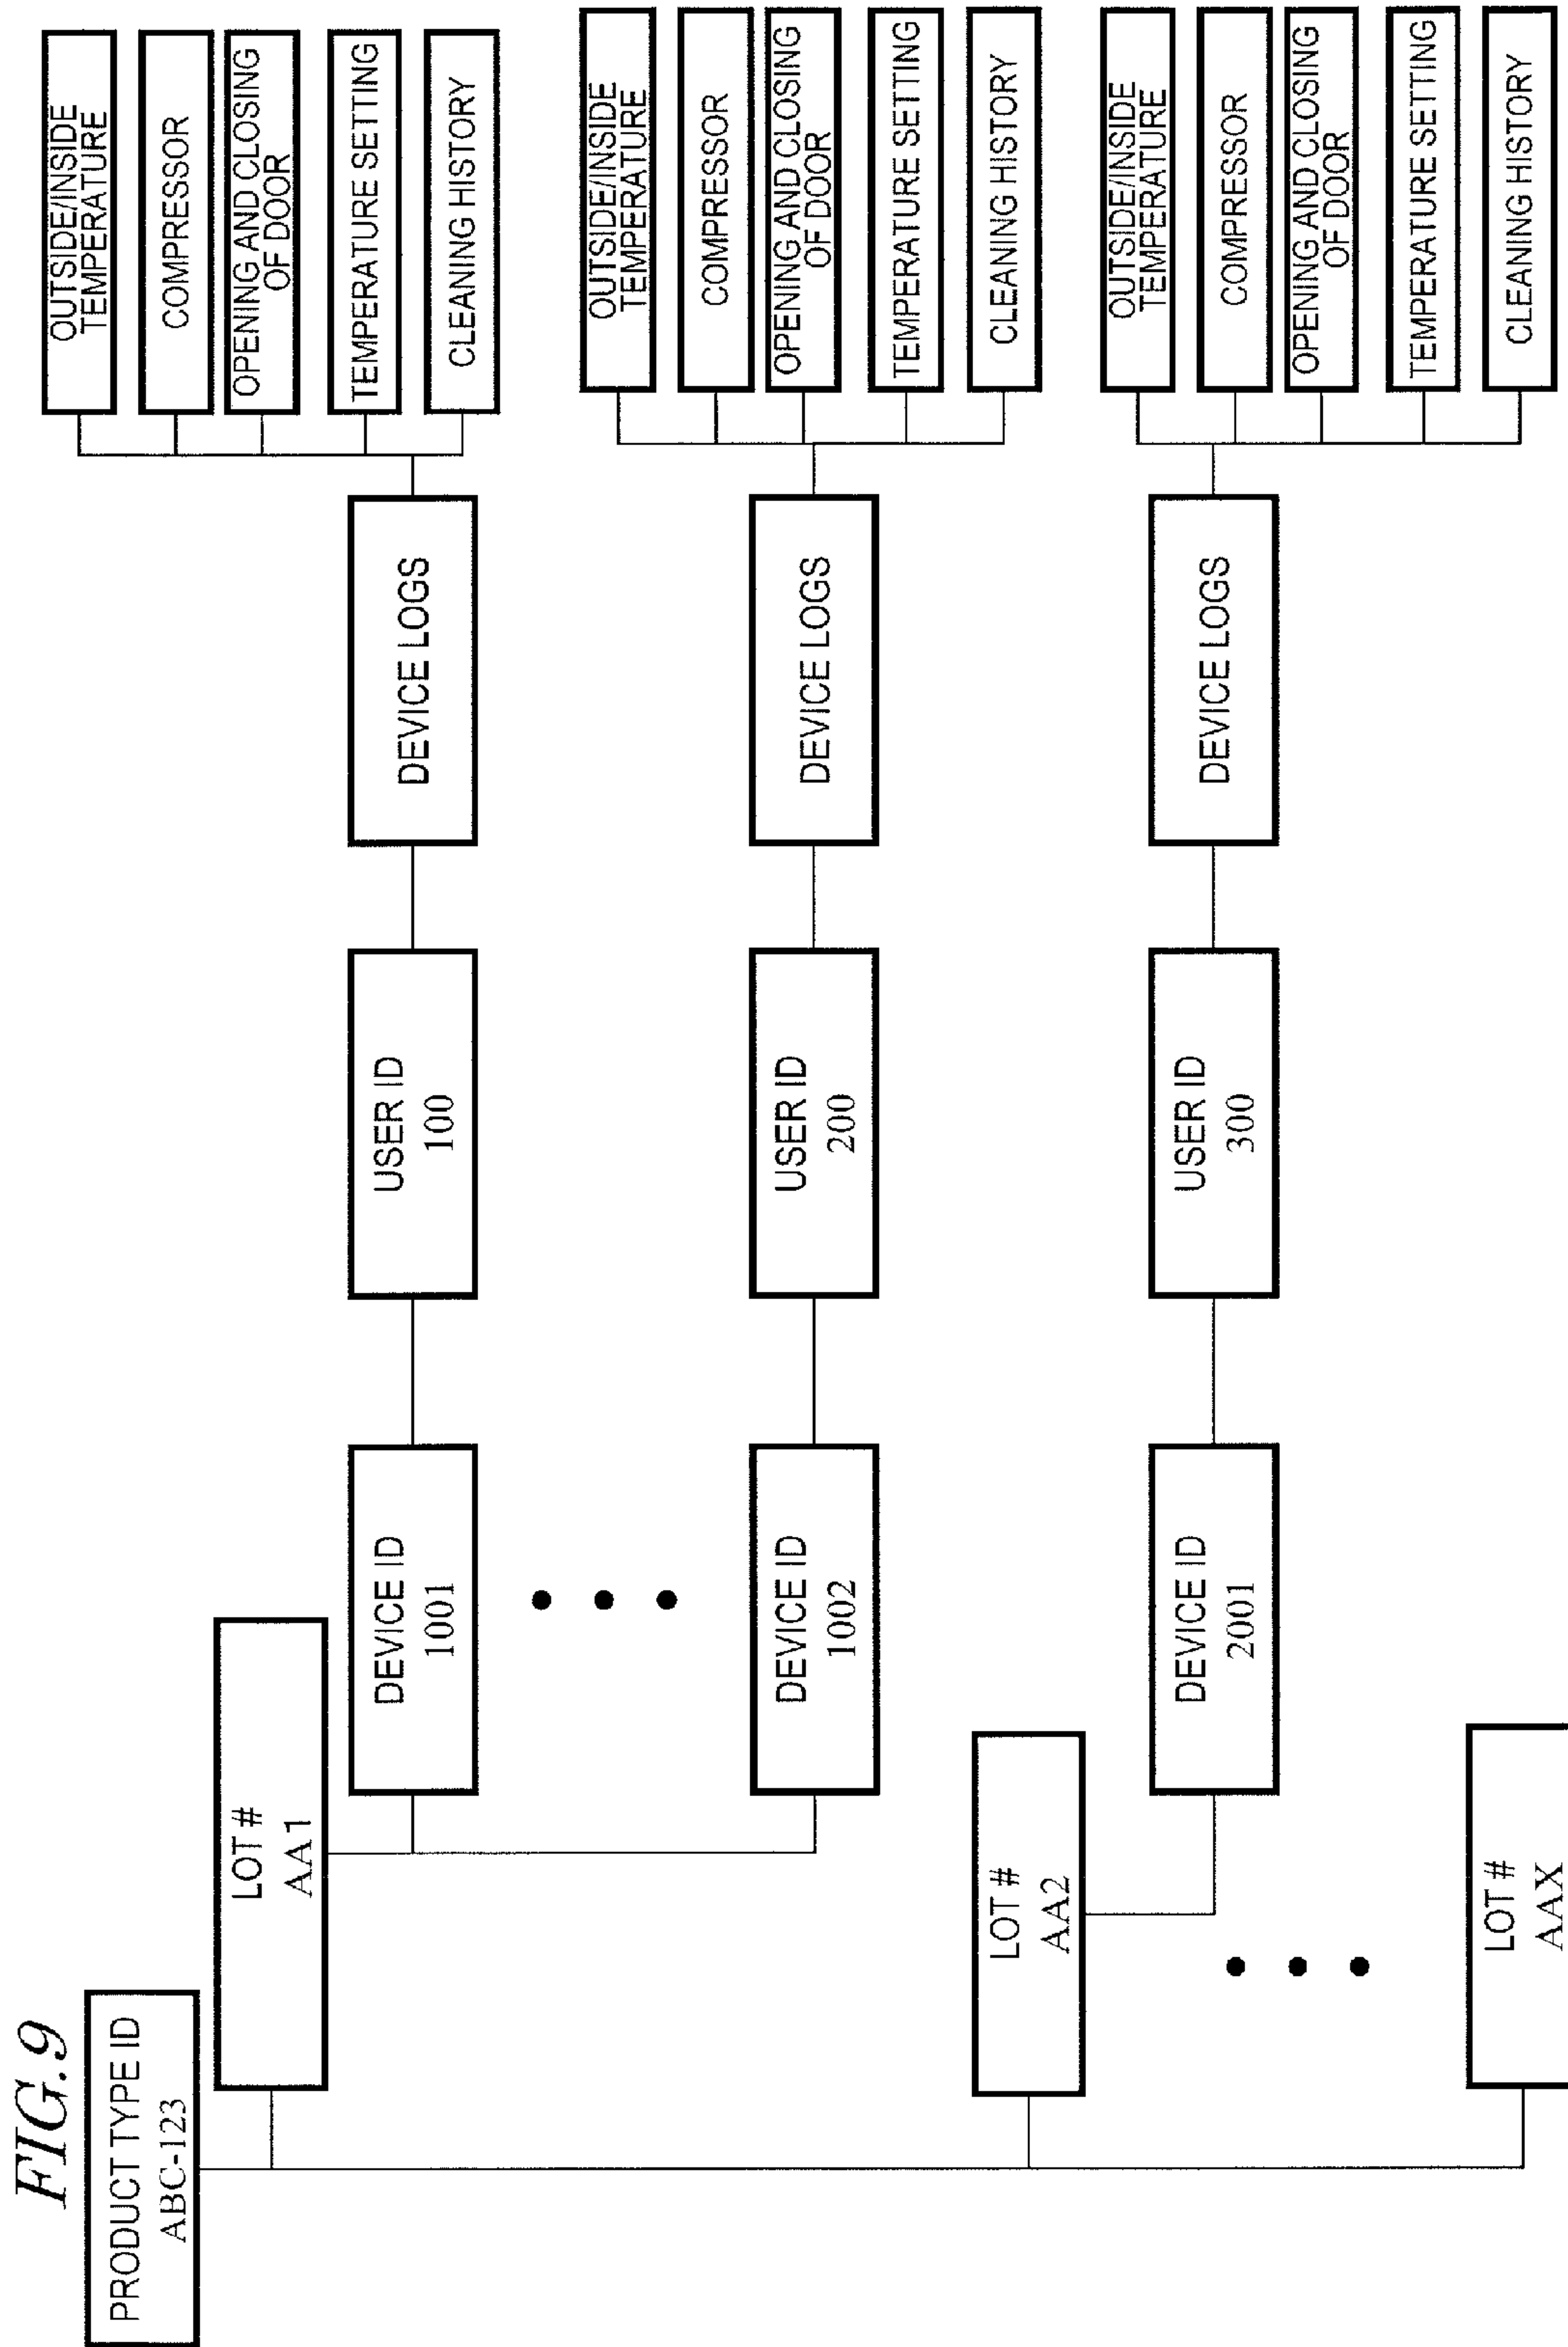 FIG.9
PRODUCT TYPE ID
ABC-123
LOT #
AA1
DEVICE ID
1001
USER ID
100
DEVICE LOGS
OUTSIDE/INSIDE
TEMPERATURE
COMPRESSOR
OPENING AND CLOSING
OF DOOR
TEMPERATURE SETTING
CLEANING HISTORY
DEVICE ID
1002
USER ID
200
DEVICE LOGS
OUTSIDE/INSIDE
TEMPERATURE
COMPRESSOR
OPENING AND CLOSING
OF DOOR
TEMPERATURE SETTING
CLEANING HISTORY
LOT #
AA2
DEVICE ID
2001
USER ID
300
DEVICE LOGS
OUTSIDE/INSIDE
TEMPERATURE
COMPRESSOR
OPENING AND CLOSING
OF DOOR
TEMPERATURE SETTING
CLEANING HISTORY
LOT #
AAX